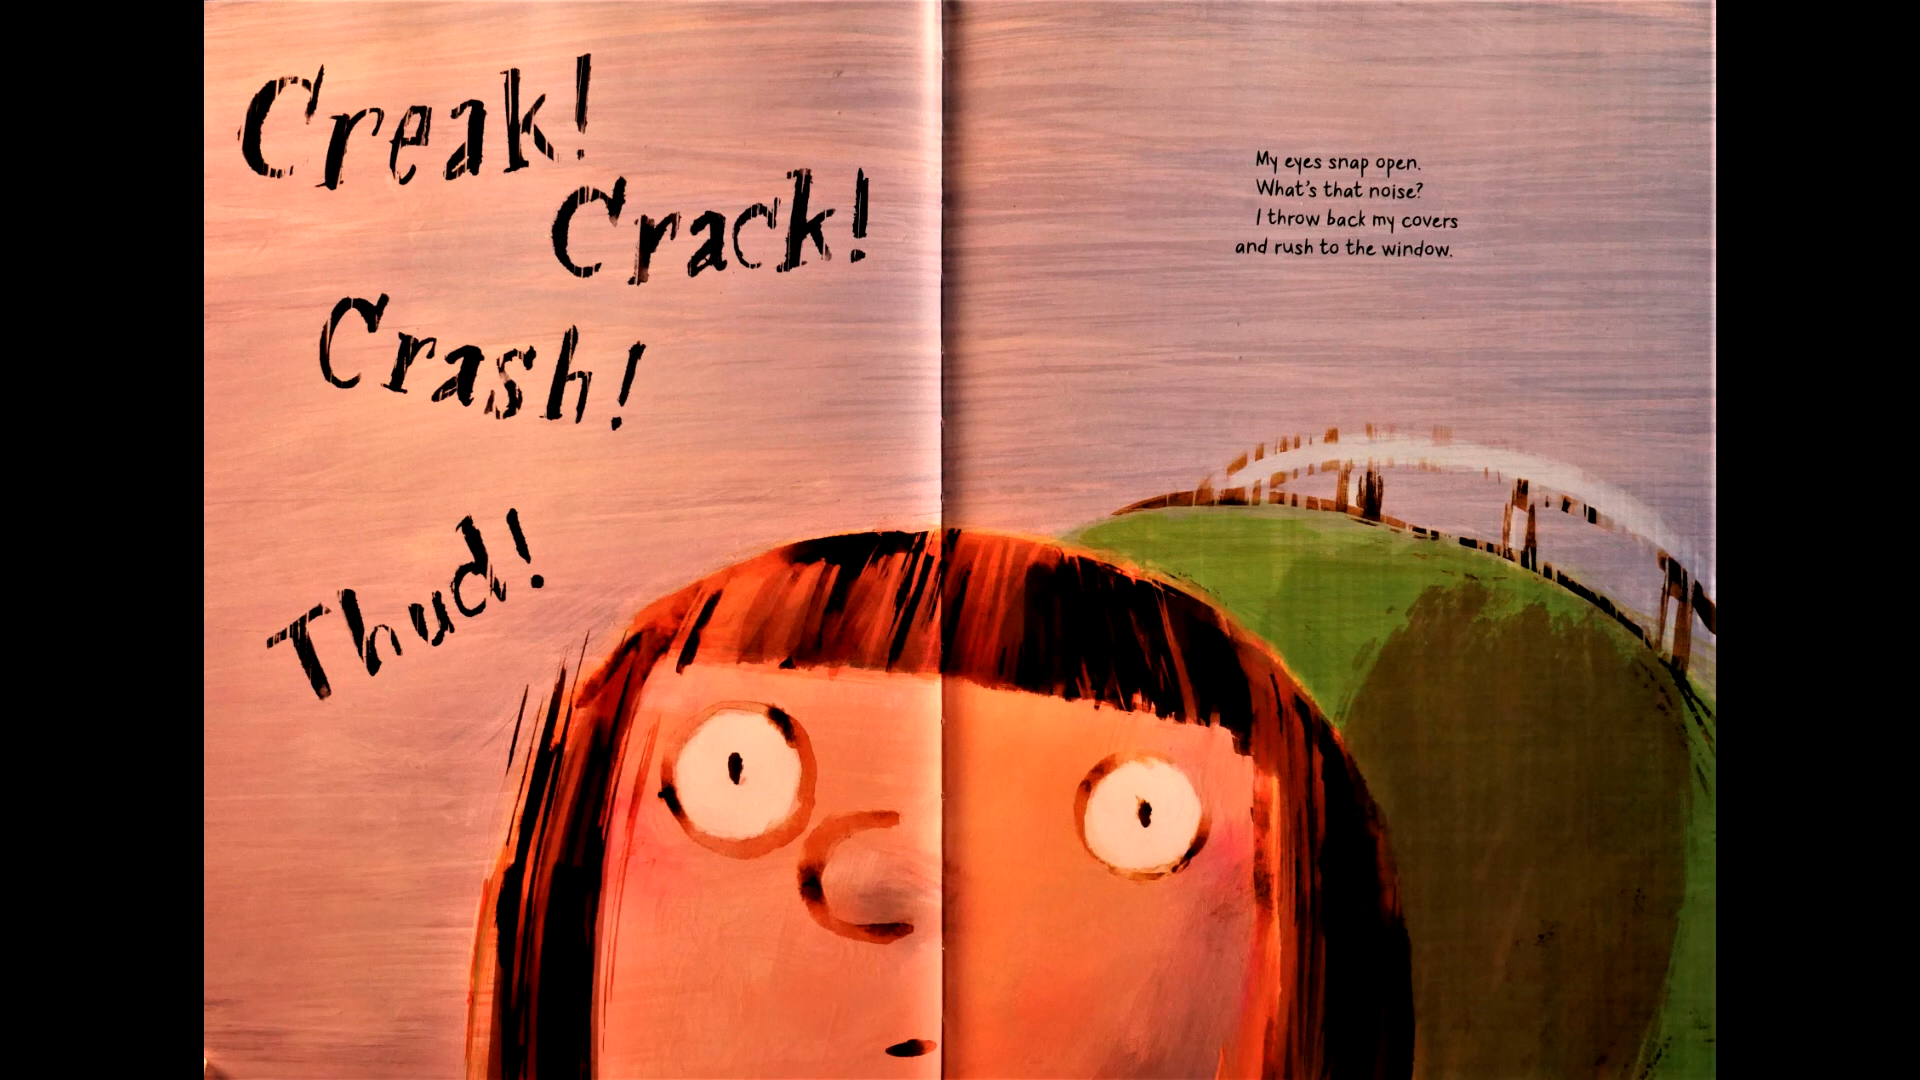 Creak!
Crack!
Crash!
Thud!
My eyes snap open.
What's that noise?
I throw back my covers
and rush to the window.